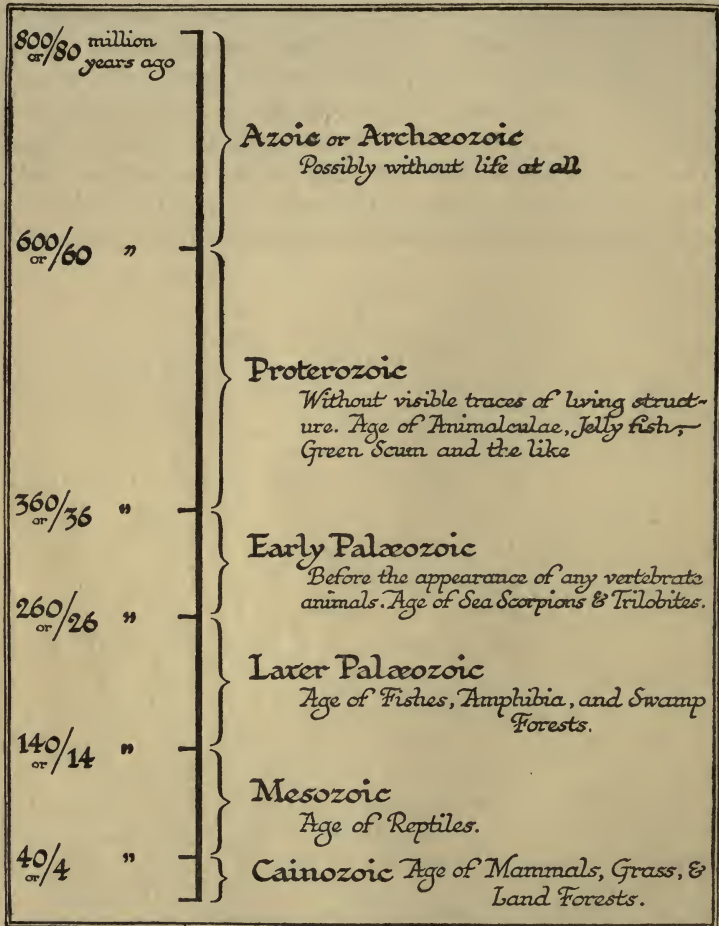 800/80 million
or years ago
Azoic or Archæozoic
Possibly without life at all
600/60 "
or
Proterozoic
Without visible traces of living struct-
ure. Age of Animalculae, Jelly fish,
Green Scum and the like
360/36 "
or
Early Palæozoic
Before the appearance of any vertebrate
animals. Age of Sea Scorpions & Trilobites.
260/26 "
or
Later Palæozoic
Age of Fishes, Amphibia, and Swamp
Forests.
140/14 "
or
Mesozoic
Age of Reptiles.
40/4 "
or
Cainozoic Age of Mammals, Grass, &
Land Forests.